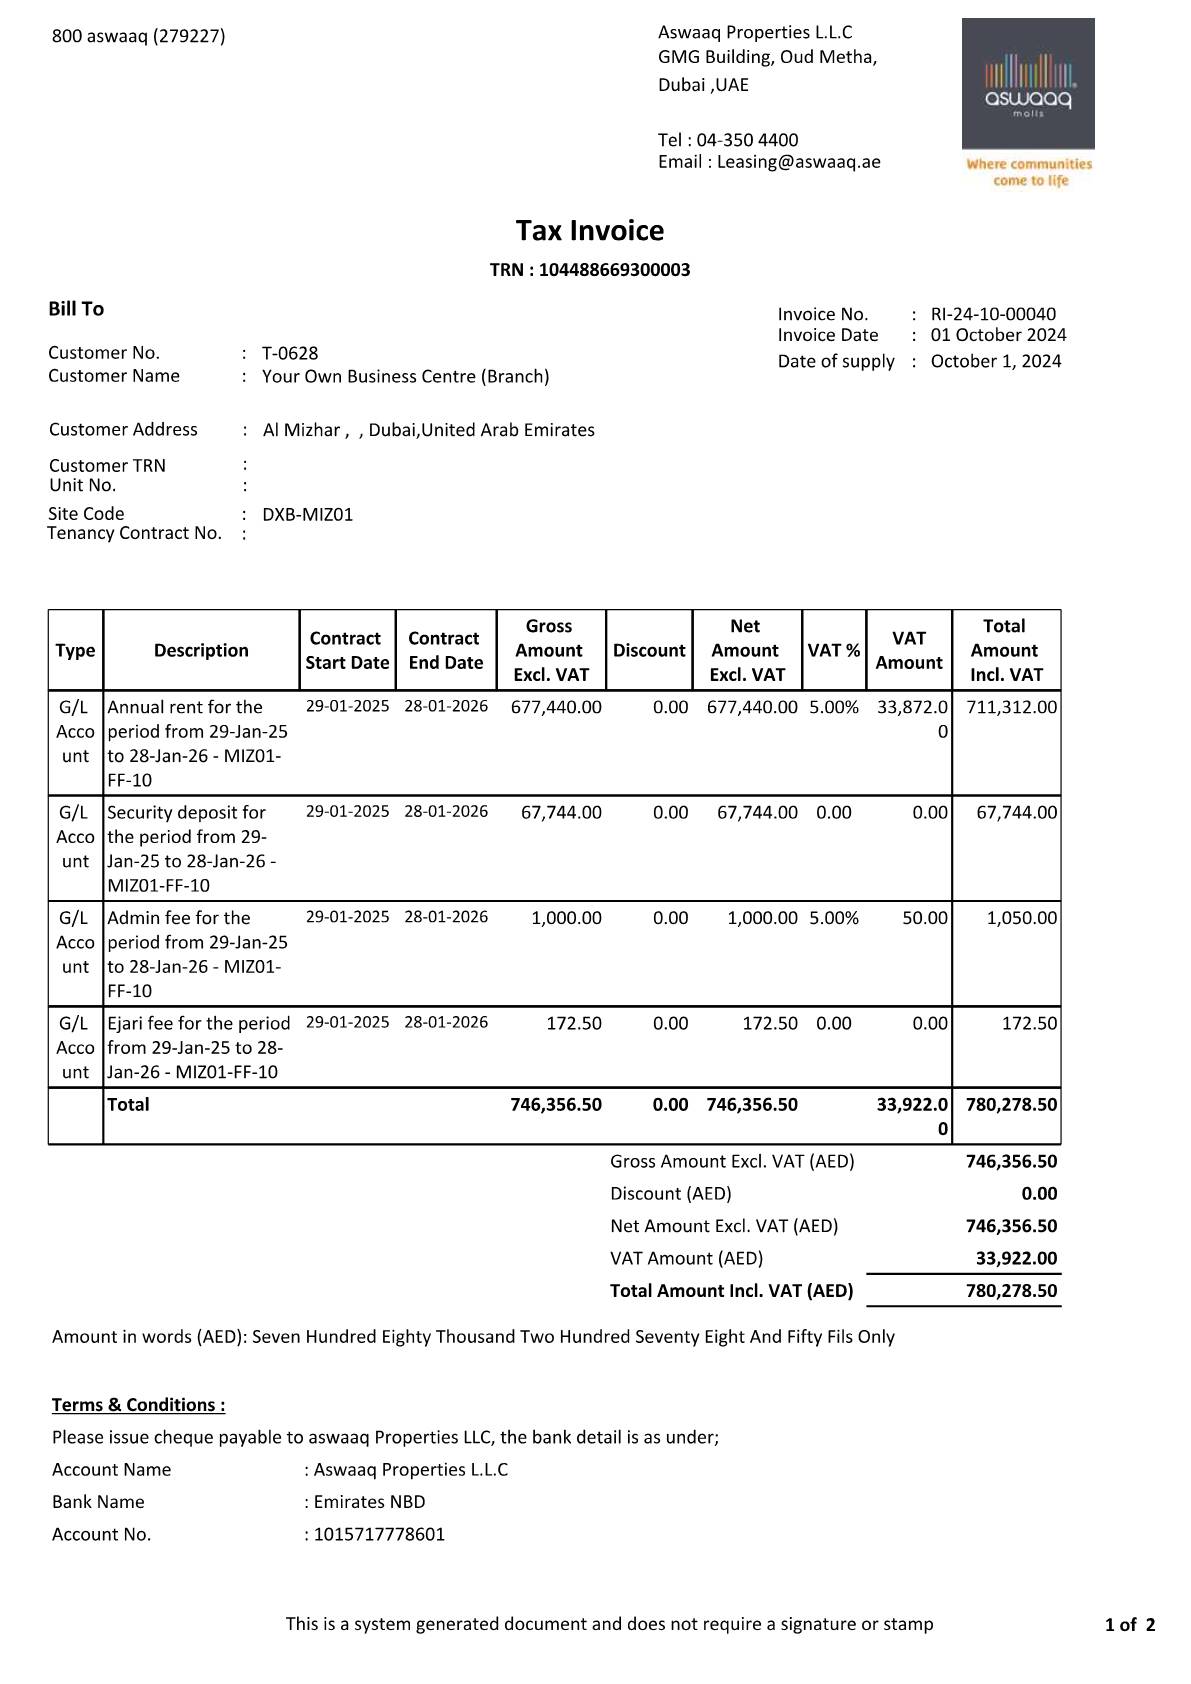 800 aswaaq (279227)
Aswaaq Properties L.L.C
GMG Building, Oud Metha,
Dubai ,UAE
Tel : 04-350 4400
Email : Leasing@aswaaq.ae
aswaaq
malls
Where communities
come to life
Tax Invoice
TRN : 104488669300003
Bill To
Invoice No. : RI-24-10-00040
Invoice Date : 01 October 2024
Date of supply : October 1, 2024
Customer No. : T-0628
Customer Name : Your Own Business Centre (Branch)
Customer Address : Al Mizhar , , Dubai,United Arab Emirates
Customer TRN :
Unit No. :
Site Code : DXB-MIZ01
Tenancy Contract No. :
Type Description Contract Start Date Contract End Date Gross Amount Excl. VAT Discount Net Amount Excl. VAT VAT % VAT Amount Total Amount Incl. VAT
G/L Annual rent for the 29-01-2025 28-01-2026 677,440.00 0.00 677,440.00 5.00% 33,872.0 711,312.00
Acco period from 29-Jan-25 0
unt to 28-Jan-26 - MIZ01-
FF-10
G/L Security deposit for 29-01-2025 28-01-2026 67,744.00 0.00 67,744.00 0.00 0.00 67,744.00
Acco the period from 29-
unt Jan-25 to 28-Jan-26 -
MIZ01-FF-10
G/L Admin fee for the 29-01-2025 28-01-2026 1,000.00 0.00 1,000.00 5.00% 50.00 1,050.00
Acco period from 29-Jan-25
unt to 28-Jan-26 - MIZ01-
FF-10
G/L Ejari fee for the period 29-01-2025 28-01-2026 172.50 0.00 172.50 0.00 0.00 172.50
Acco from 29-Jan-25 to 28-
unt Jan-26 - MIZ01-FF-10
Total 746,356.50 0.00 746,356.50 33,922.0 780,278.50
0
Gross Amount Excl. VAT (AED) 746,356.50
Discount (AED) 0.00
Net Amount Excl. VAT (AED) 746,356.50
VAT Amount (AED) 33,922.00
Total Amount Incl. VAT (AED) 780,278.50
Amount in words (AED): Seven Hundred Eighty Thousand Two Hundred Seventy Eight And Fifty Fils Only
Terms & Conditions :
Please issue cheque payable to aswaaq Properties LLC, the bank detail is as under;
Account Name : Aswaaq Properties L.L.C
Bank Name : Emirates NBD
Account No. : 1015717778601
This is a system generated document and does not require a signature or stamp
1 of 2